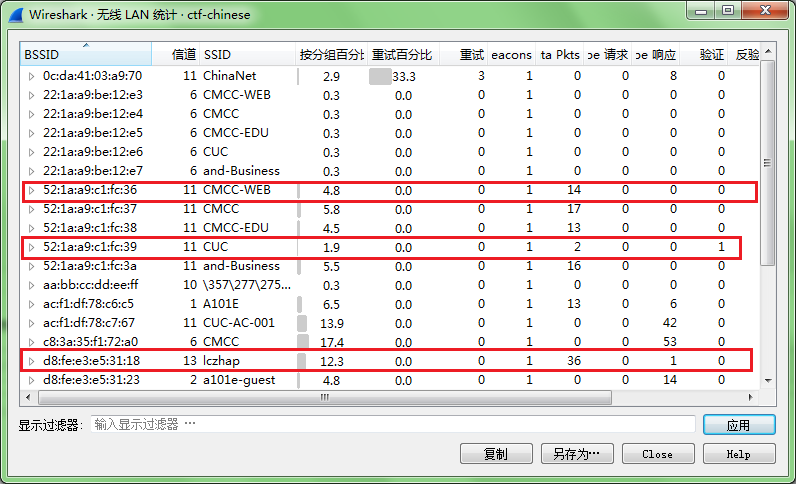 Wireshark · 无线 LAN 统计 · ctf-chinese
BSSID 信道 SSID 按分组百分比 重试百分比 重试 eacons ta Pkts be 请求 be 响应 验证 反验
0c:da:41:03:a9:70 11 ChinaNet 2.9 33.3 3 1 0 0 8 0
22:1a:a9:be:12:e3 6 CMCC-WEB 0.3 0.0 0 1 0 0 0 0
22:1a:a9:be:12:e4 6 CMCC 0.3 0.0 0 1 0 0 0 0
22:1a:a9:be:12:e5 6 CMCC-EDU 0.3 0.0 0 1 0 0 0 0
22:1a:a9:be:12:e6 6 CUC 0.3 0.0 0 1 0 0 0 0
22:1a:a9:be:12:e7 6 and-Business 0.3 0.0 0 1 0 0 0 0
52:1a:a9:c1:fc:36 11 CMCC-WEB 4.8 0.0 0 1 14 0 0 0
52:1a:a9:c1:fc:37 11 CMCC 5.8 0.0 0 1 17 0 0 0
52:1a:a9:c1:fc:38 11 CMCC-EDU 4.5 0.0 0 1 13 0 0 0
52:1a:a9:c1:fc:39 11 CUC 1.9 0.0 0 1 2 0 0 1
52:1a:a9:c1:fc:3a 11 and-Business 5.5 0.0 0 1 16 0 0 0
aa:bb:cc:dd:ee:ff 10 \357\277\275... 0.3 0.0 0 1 0 0 0 0
ac:f1:df:78:c6:c5 1 A101E 6.5 0.0 0 1 13 0 6 0
ac:f1:df:78:c7:67 11 CUC-AC-001 13.9 0.0 0 1 0 0 42 0
c8:3a:35:f1:72:a0 6 CMCC 17.4 0.0 0 1 0 0 53 0
d8:fe:e3:e5:31:18 13 lczhap 12.3 0.0 0 1 36 0 1 0
d8:fe:e3:e5:31:23 2 a101e-guest 4.8 0.0 0 1 0 0 14 0
显示过滤器: 输入显示过滤器 … 应用
复制 另存为… Close Help